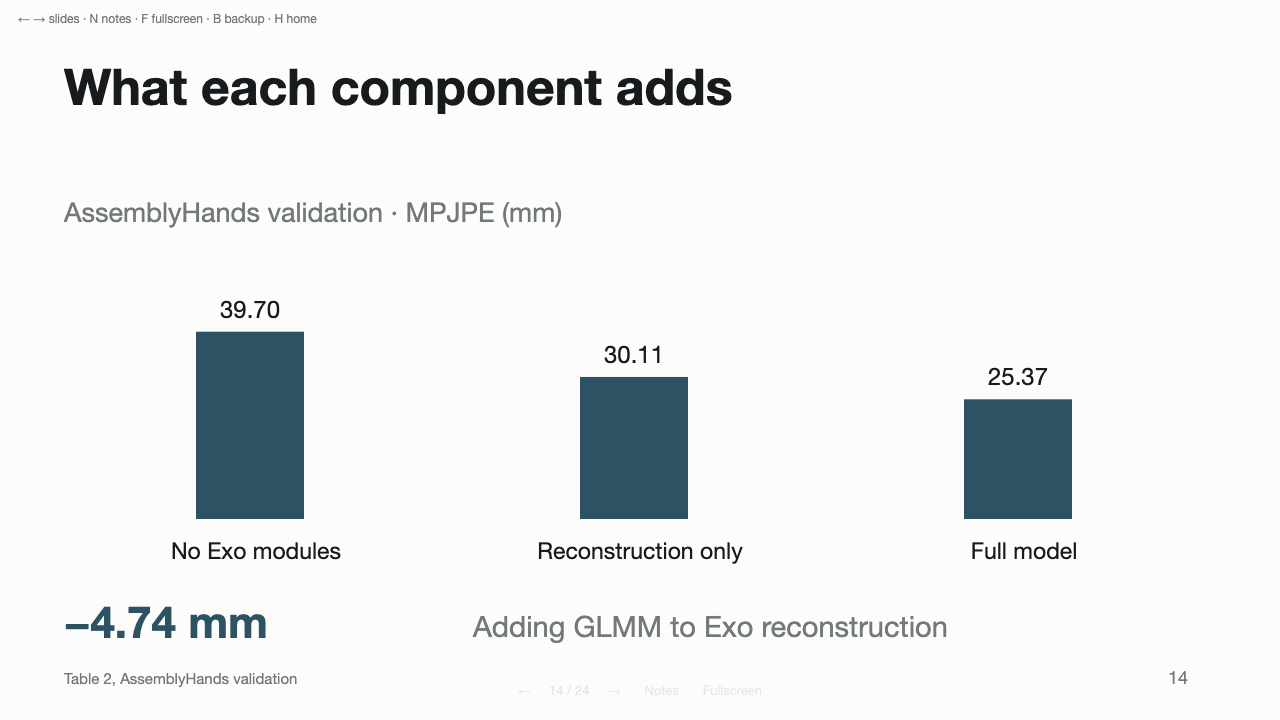 ←→ slides · N notes · F fullscreen · B backup · H home
What each component adds
AssemblyHands validation · MPJPE (mm)
39.70
30.11
25.37
No Exo modules
Reconstruction only
Full model
−4.74 mm
Adding GLMM to Exo reconstruction
Table 2, AssemblyHands validation
14
← 14 / 24 → Notes Fullscreen